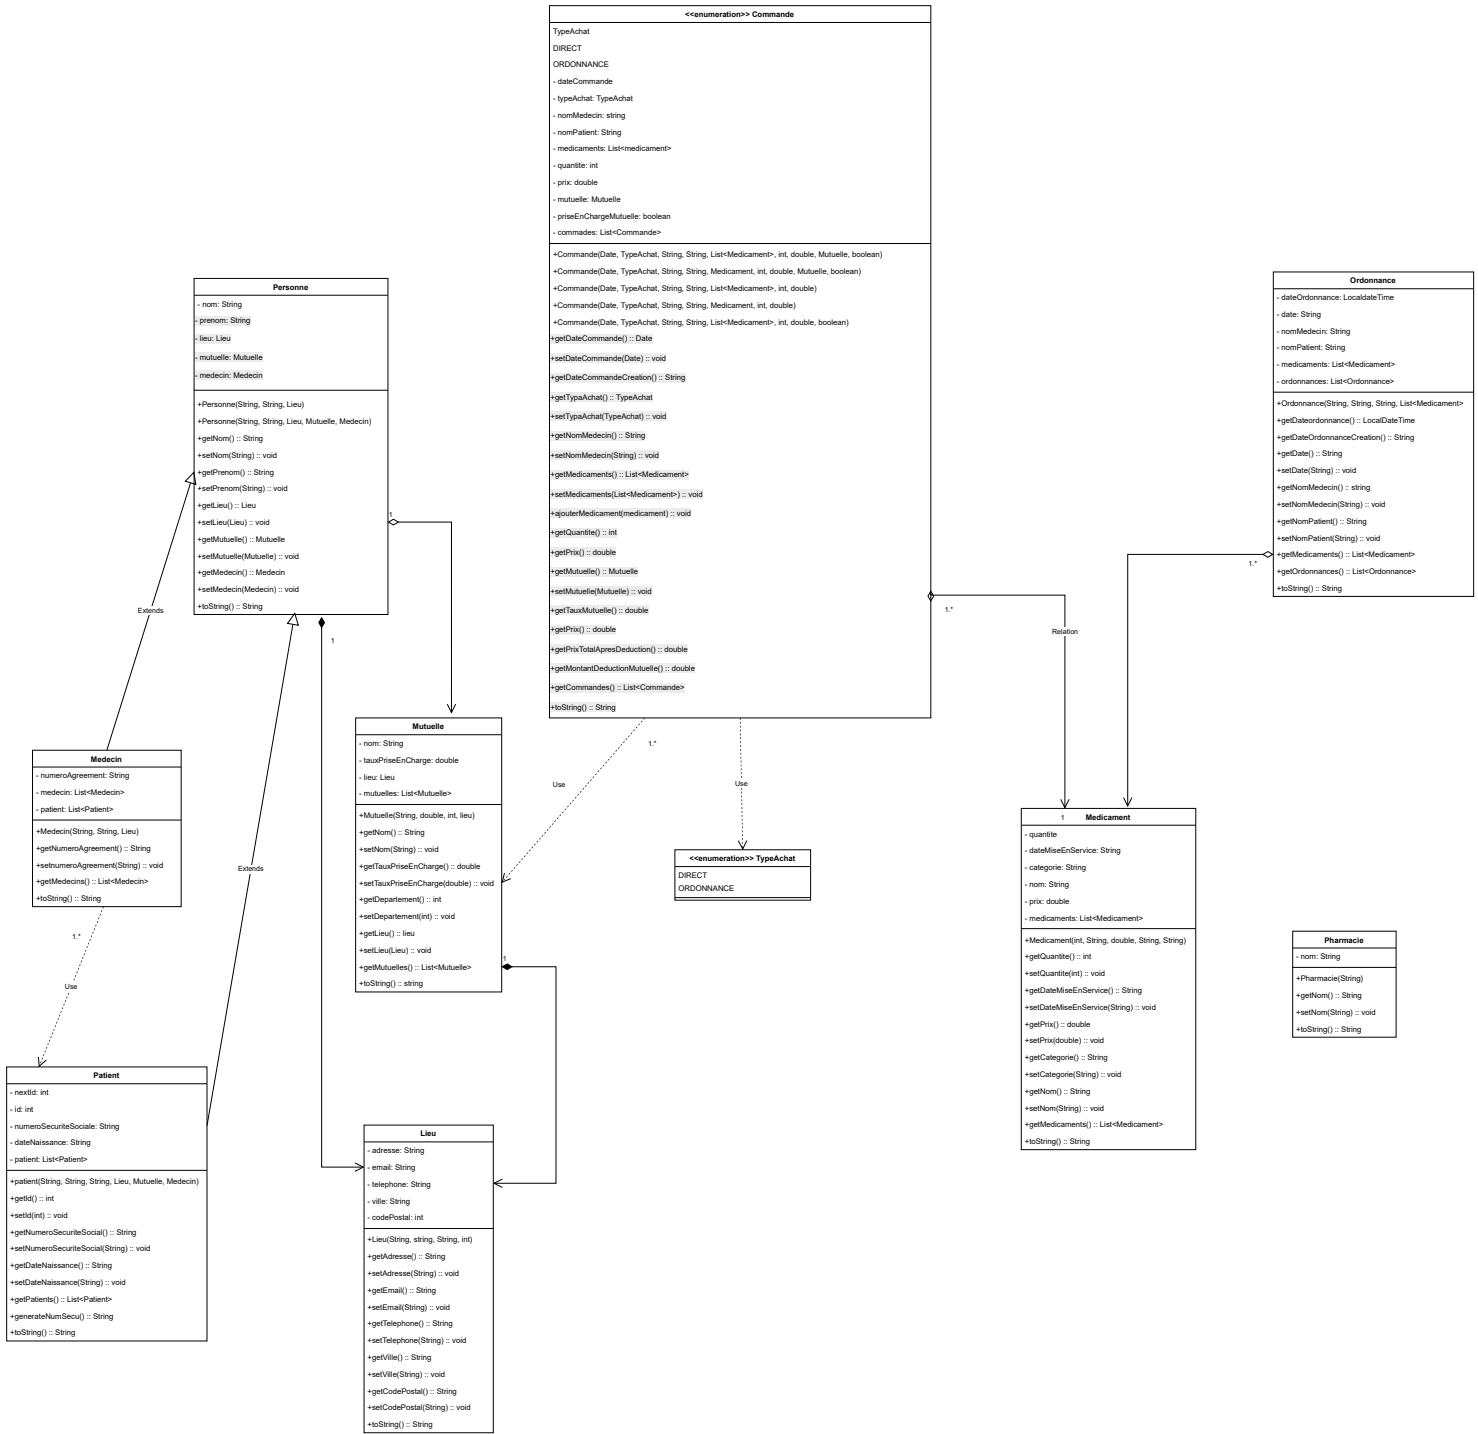 <<enumeration>> Commande
TypeAchat
DIRECT
ORDONNANCE
- dateCommande
- typeAchat: TypeAchat
- nomMedecin: string
- nomPatient: String
- medicaments: List<medicament>
- quantite: int
- prix: double
- mutuelle: Mutuelle
- priseEnChargeMutuelle: boolean
- commades: List<Commande>
+Commande(Date, TypeAchat, String, String, List<Medicament>, int, double, Mutuelle, boolean)
+Commande(Date, TypeAchat, String, String, Medicament, int, double, Mutuelle, boolean)
+Commande(Date, TypeAchat, String, String, List<Medicament>, int, double)
+Commande(Date, TypeAchat, String, String, Medicament, int, double)
+Commande(Date, TypeAchat, String, String, List<Medicament>, int, double, boolean)
+getDateCommande() :: Date
+setDateCommande(Date) :: void
+getDateCommandeCreation() :: String
+getTypaAchat() :: TypeAchat
+setTypaAchat(TypeAchat) :: void
+getNomMedecin() :: String
+setNomMedecin(String) :: void
+getMedicaments() :: List<Medicament>
+setMedicaments(List<Medicament>) :: void
+ajouterMedicament(medicament) :: void
+getQuantite() :: int
+getPrix() :: double
+getMutuelle() :: Mutuelle
+setMutuelle(Mutuelle) :: void
+getTauxMutuelle() :: double
+getPrix() :: double
+getPrixTotalApresDeduction() :: double
+getMontantDeductionMutuelle() :: double
+getCommandes() :: List<Commande>
+toString() :: String
Personne
- nom: String
- prenom: String
- lieu: Lieu
- mutuelle: Mutuelle
- medecin: Medecin
+Personne(String, String, Lieu)
+Personne(String, String, Lieu, Mutuelle, Medecin)
+getNom() :: String
+setNom(String) :: void
+getPrenom() :: String
+setPrenom(String) :: void
+getLieu() :: Lieu
+setLieu(Lieu) :: void
+getMutuelle() :: Mutuelle
+setMutuelle(Mutuelle) :: void
+getMedecin() :: Medecin
+setMedecin(Medecin) :: void
+toString() :: String
Ordonnance
- dateOrdonnance: LocaldateTime
- date: String
- nomMedecin: String
- nomPatient: String
- medicaments: List<Medicament>
- ordonnances: List<Ordonnance>
+Ordonnance(String, String, String, List<Medicament>
+getDateordonnance() :: LocalDateTime
+getDateOrdonnanceCreation() :: String
+getDate() :: String
+setDate(String) :: void
+getNomMedecin() :: string
+setNomMedecin(String) :: void
+getNomPatient() :: String
+setNomPatient(String) :: void
+getMedicaments() :: List<Medicament>
+getOrdonnances() :: List<Ordonnance>
+toString() :: String
1
1.*
Extends
1.*
Relation
1
Mutuelle
- nom: String
- tauxPriseEnCharge: double
- lieu: Lieu
- mutuelles: List<Mutuelle>
+Mutuelle(String, double, int, lieu)
+getNom() :: String
+setNom(String) :: void
+getTauxPriseEnCharge() :: double
+setTauxPriseEnCharge(double) :: void
+getDepartement() :: int
+setDepartement(int) :: void
+getLieu() :: lieu
+setLieu(Lieu) :: void
+getMutuelles() :: List<Mutuelle>
+toString() :: string
1.*
Use
Use
Medecin
- numeroAgreement: String
- medecin: List<Medecin>
- patient: List<Patient>
+Medecin(String, String, Lieu)
+getNumeroAgreement() :: String
+setnumeroAgreement(String) :: void
+getMedecins() :: List<Medecin>
+toString() :: String
Extends
<<enumeration>> TypeAchat
DIRECT
ORDONNANCE
1
Medicament
- quantite
- dateMiseEnService: String
- categorie: String
- nom: String
- prix: double
- medicaments: List<Medicament>
+Medicament(int, String, double, String, String)
+getQuantite() :: int
+setQuantite(int) :: void
+getDateMiseEnService() :: String
+setDateMiseEnService(String) :: void
+getPrix() :: double
+setPrix(double) :: void
+getCategorie() :: String
+setCategorie(String) :: void
+getNom() :: String
+setNom(String) :: void
+getMedicaments() :: List<Medicament>
+toString() :: String
Pharmacie
- nom: String
+Pharmacie(String)
+getNom() :: String
+setNom(String) :: void
+toString() :: String
1.*
Use
1
Patient
- nextId: int
- id: int
- numeroSecuriteSociale: String
- dateNaissance: String
- patient: List<Patient>
+patient(String, String, String, Lieu, Mutuelle, Medecin)
+getId() :: int
+setId(int) :: void
+getNumeroSecuriteSocial() :: String
+setNumeroSecuriteSocial(String) :: void
+getDateNaissance() :: String
+setDateNaissance(String) :: void
+getPatients() :: List<Patient>
+generateNumSecu() :: String
+toString() :: String
Lieu
- adresse: String
- email: String
- telephone: String
- ville: String
- codePostal: int
+Lieu(String, string, String, int)
+getAdresse() :: String
+setAdresse(String) :: void
+getEmail() :: String
+setEmail(String) :: void
+getTelephone() :: String
+setTelephone(String) :: void
+getVille() :: String
+setVille(String) :: void
+getCodePostal() :: String
+setCodePostal(String) :: void
+toString() :: String